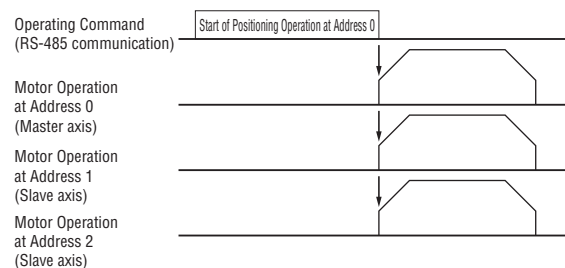 Operating Command
(RS-485 communication)
Start of Positioning Operation at Address 0
Motor Operation
at Address 0
(Master axis)
Motor Operation
at Address 1
(Slave axis)
Motor Operation
at Address 2
(Slave axis)